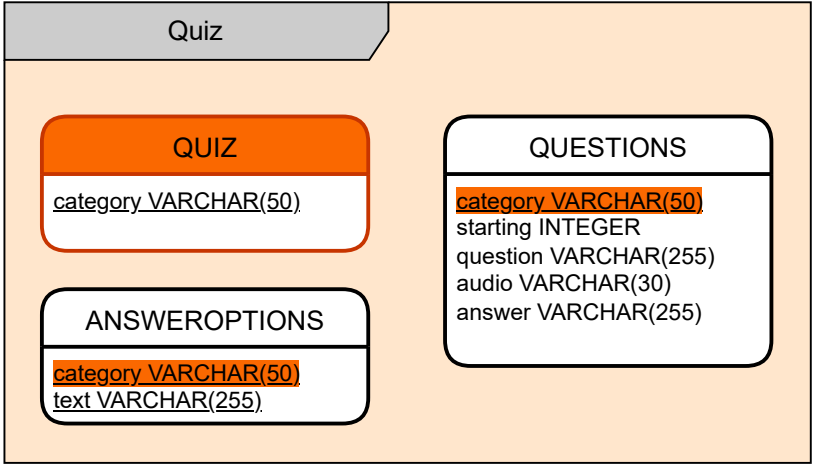 Quiz
QUIZ
category VARCHAR(50)
ANSWEROPTIONS
category VARCHAR(50)
text VARCHAR(255)
QUESTIONS
category VARCHAR(50)
starting INTEGER
question VARCHAR(255)
audio VARCHAR(30)
answer VARCHAR(255)